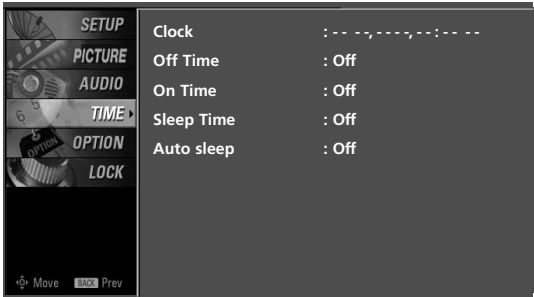 SETUP
PICTURE
AUDIO
TIME
OPTION
OPTION
LOCK
Move BACK Prev
Clock : -- --, ----, -- : -- --
Off Time : Off
On Time : Off
Sleep Time : Off
Auto sleep : Off